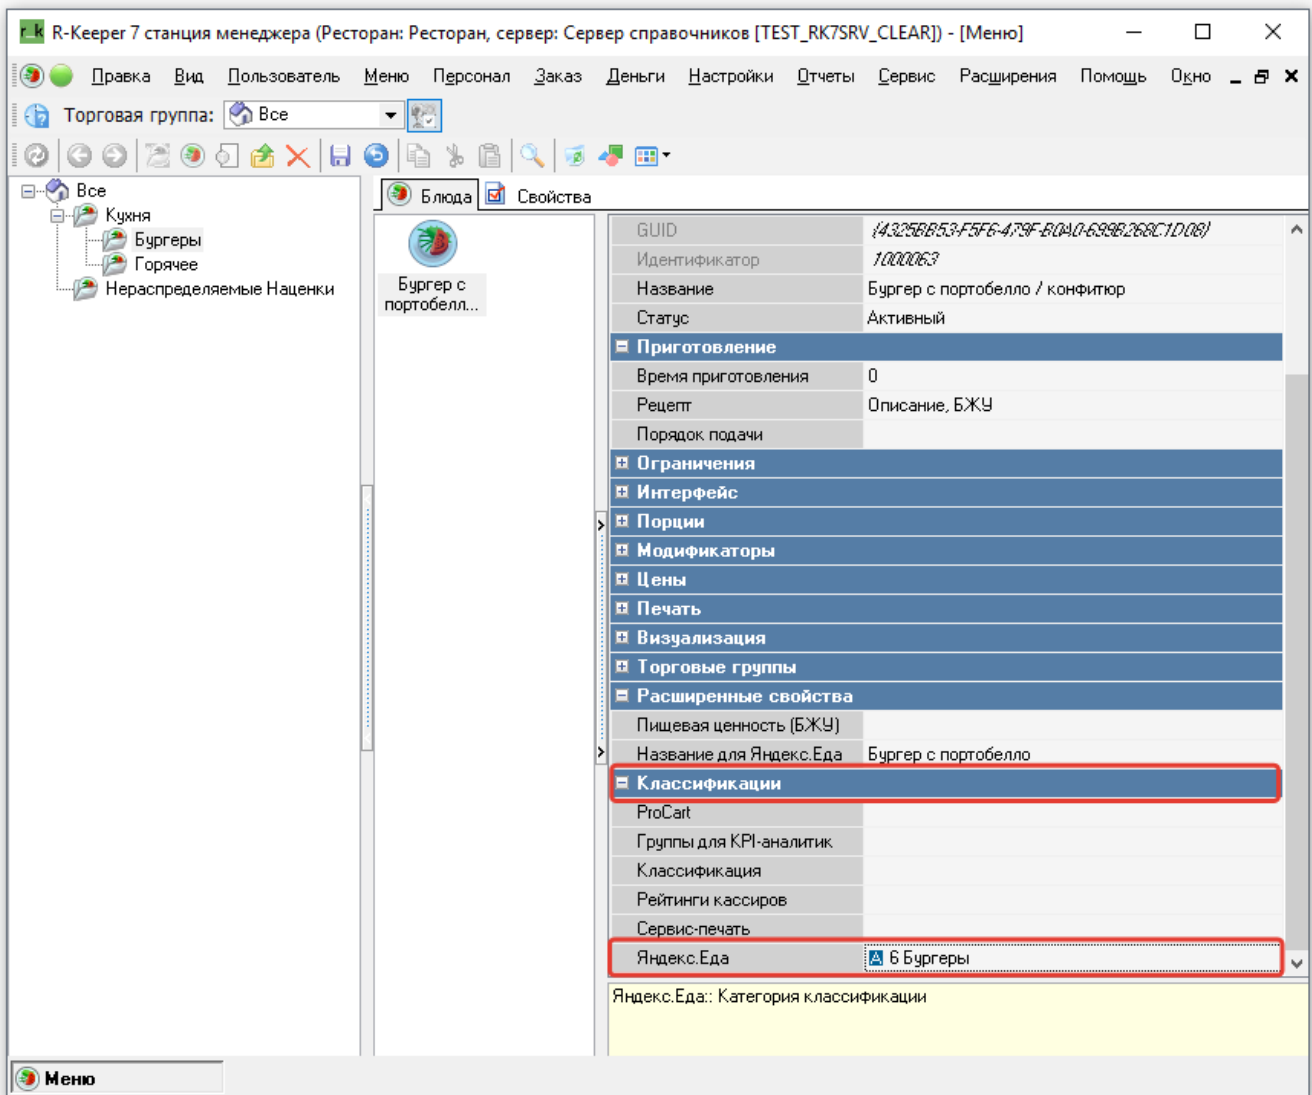 r_k R-Keeper 7 станция менеджера (Ресторан: Ресторан, сервер: Сервер справочников [TEST_RK7SRV_CLEAR]) - [Меню]
Правка Вид Пользователь Меню Персонал Заказ Деньги Настройки Отчеты Сервис Расширения Помощь Окно
Торговая группа: Все
Все
Кухня
Бургеры
Горячее
Нераспределяемые Наценки
Блюда Свойства
Бургер с
портобелл...
GUID {4325BB53-F5F6-479F-B0A0-699B268C1D08}
Идентификатор 1000063
Название Бургер с портобелло / конфитюр
Статус Активный
Приготовление
Время приготовления 0
Рецепт Описание, БЖУ
Порядок подачи
Ограничения
Интерфейс
Порции
Модификаторы
Цены
Печать
Визуализация
Торговые группы
Расширенные свойства
Пищевая ценность (БЖУ)
Название для Яндекс.Еда Бургер с портобелло
Классификации
ProCart
Группы для KPI-аналитик
Классификация
Рейтинги кассиров
Сервис-печать
Яндекс.Еда A 6 Бургеры
Яндекс.Еда:: Категория классификации
Меню